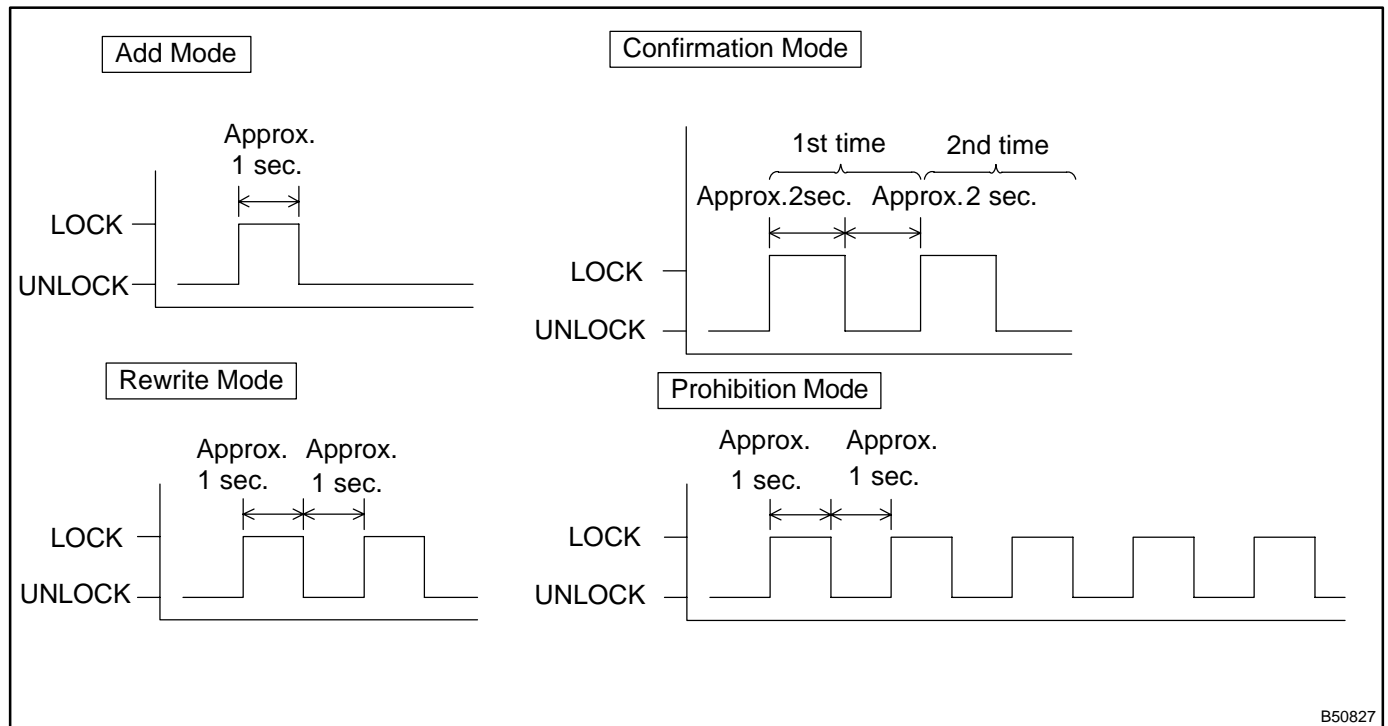 Add Mode
Approx.
1 sec.
LOCK
UNLOCK
Confirmation Mode
1st time
2nd time
Approx.2sec.
Approx.2 sec.
LOCK
UNLOCK
Rewrite Mode
Approx.
1 sec.
Approx.
1 sec.
LOCK
UNLOCK
Prohibition Mode
Approx.
1 sec.
Approx.
1 sec.
LOCK
UNLOCK
B50827